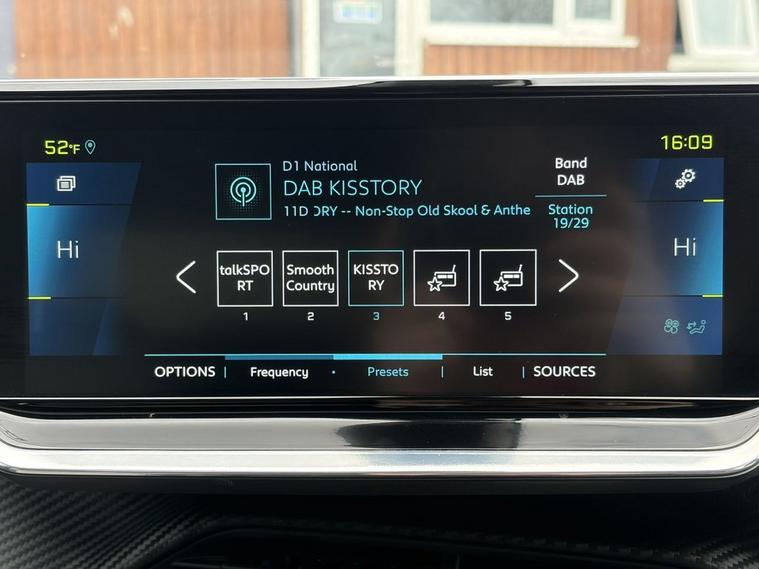 52°F
16:09
D1 National
DAB KISSTORY
11D ORY -- Non-Stop Old Skool & Anthe
Band
DAB
Station
19/29
Hi
Hi
talkSPO
RT
Smooth
Country
KISSTO
RY
1
2
3
4
5
OPTIONS
Frequency
Presets
List
SOURCES